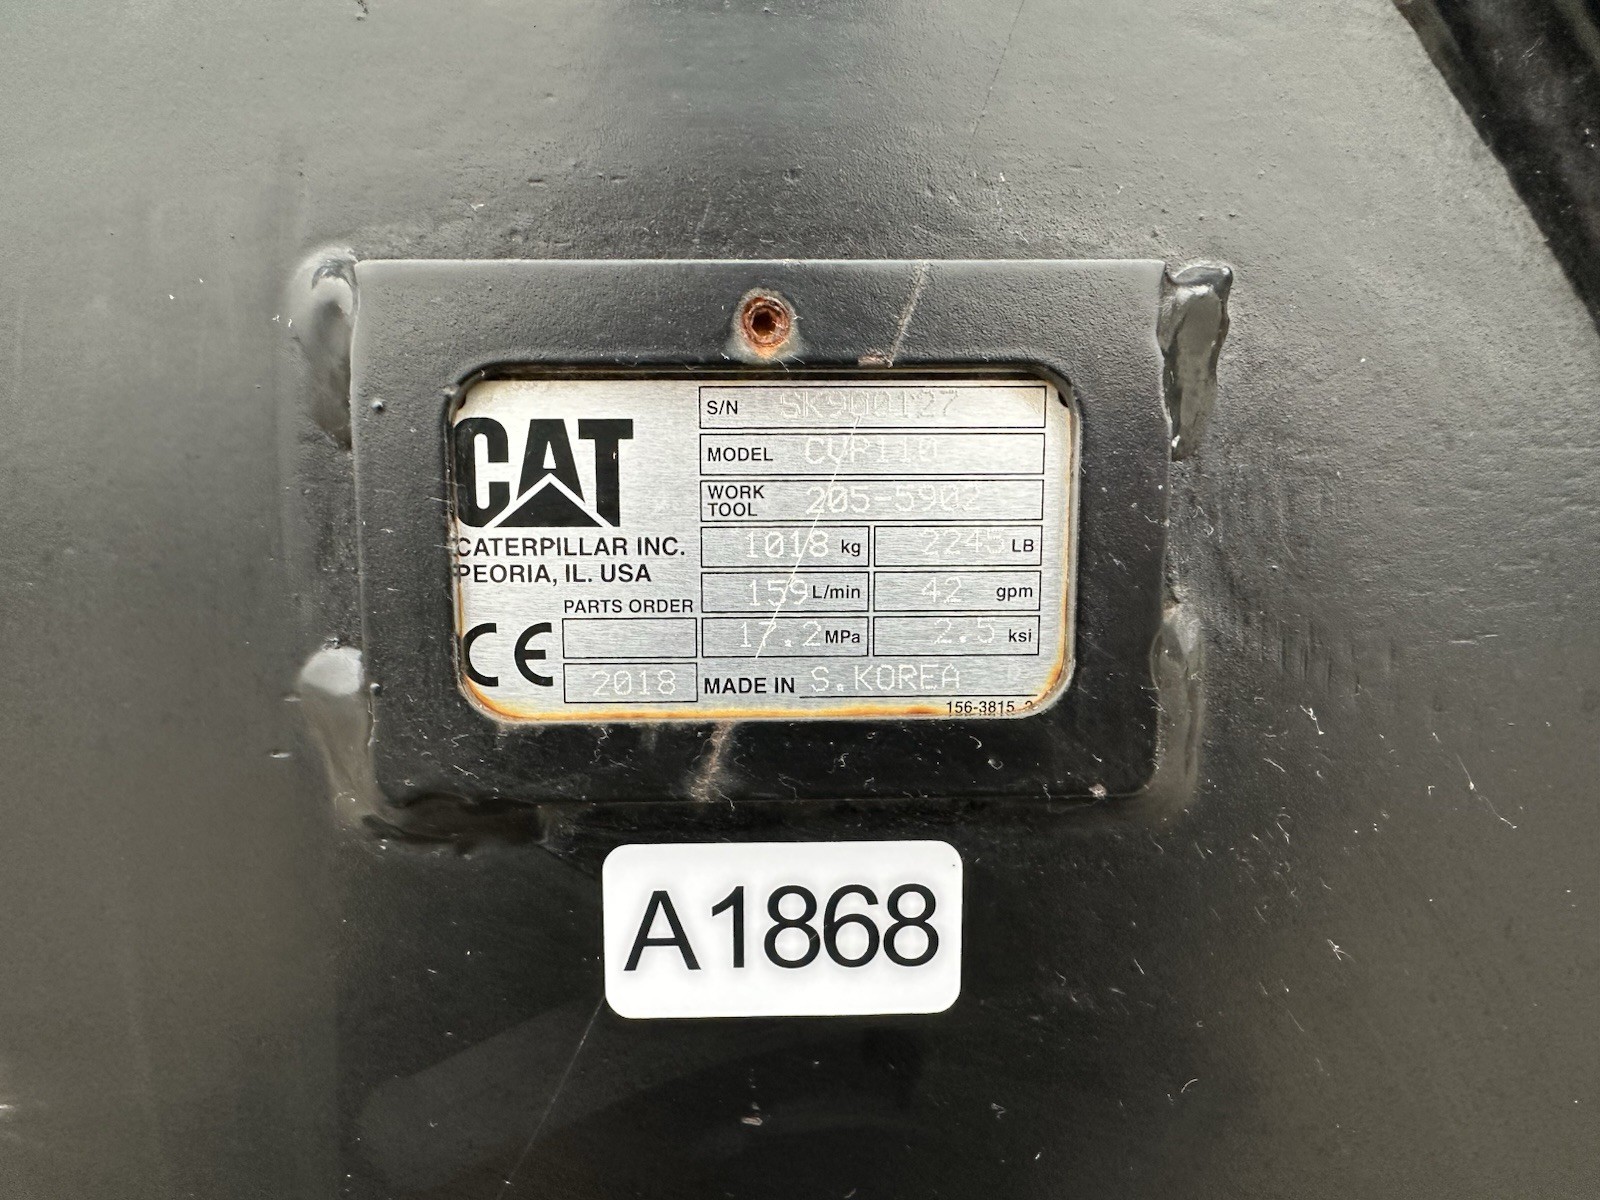 CAT
CATERPILLAR INC.
PEORIA, IL. USA
S/N SK900127
MODEL CVP110
WORK TOOL 205-5902
1018 kg 2245 LB
159 L/min 42 gpm
PARTS ORDER
17.2 MPa 2.5 ksi
CE
2018
MADE IN S.KOREA
156-3815
A1868